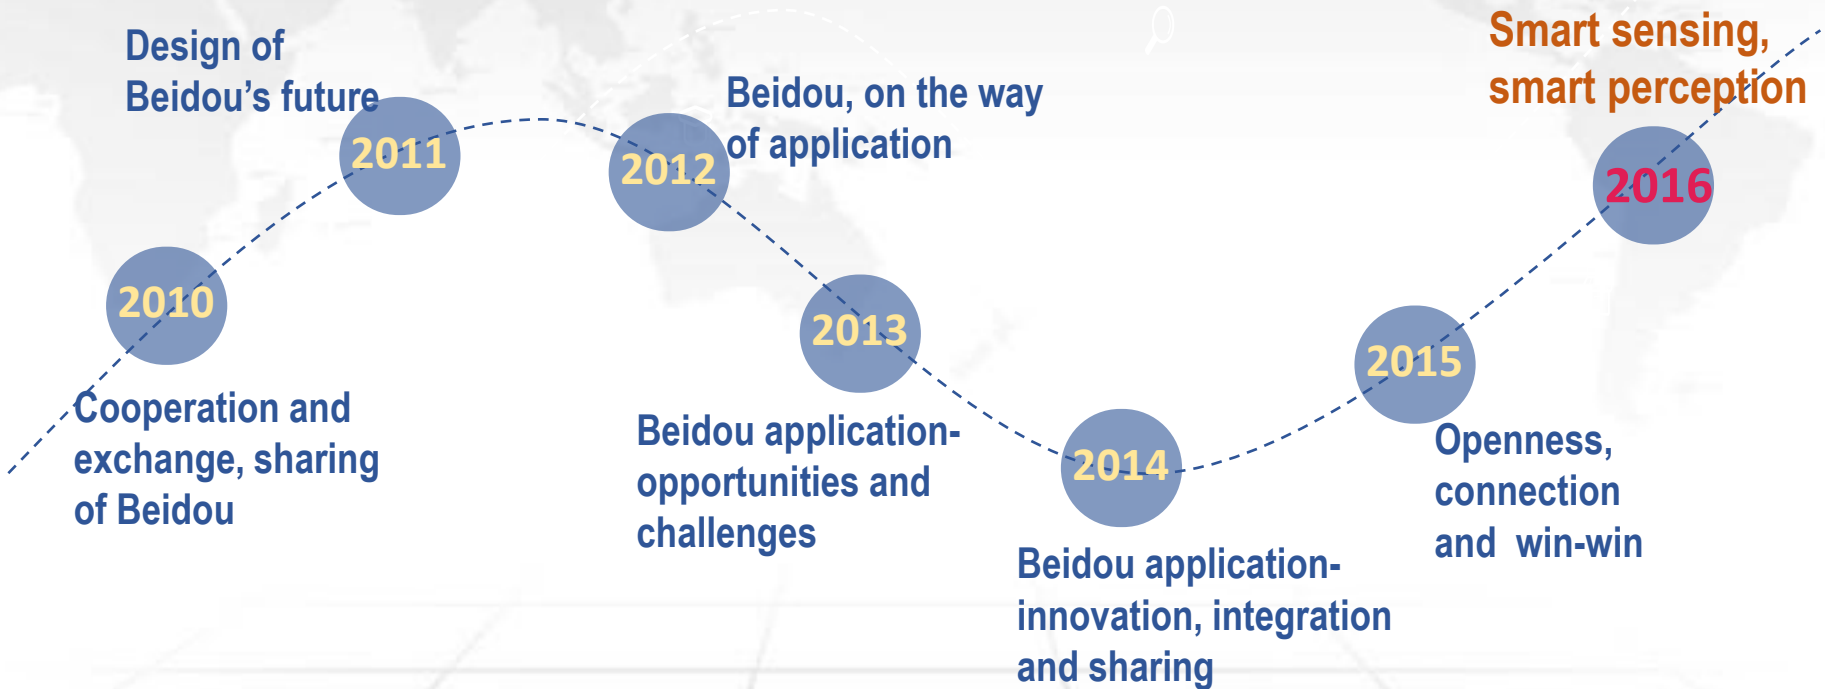 Design of
Beidou’s future
2011
2010
Cooperation and
exchange, sharing
of Beidou
Beidou, on the way
of application
2012
2013
Beidou application-
opportunities and
challenges
2014
Beidou application-
innovation, integration
and sharing
2015
Openness,
connection
and win-win
Smart sensing,
smart perception
2016